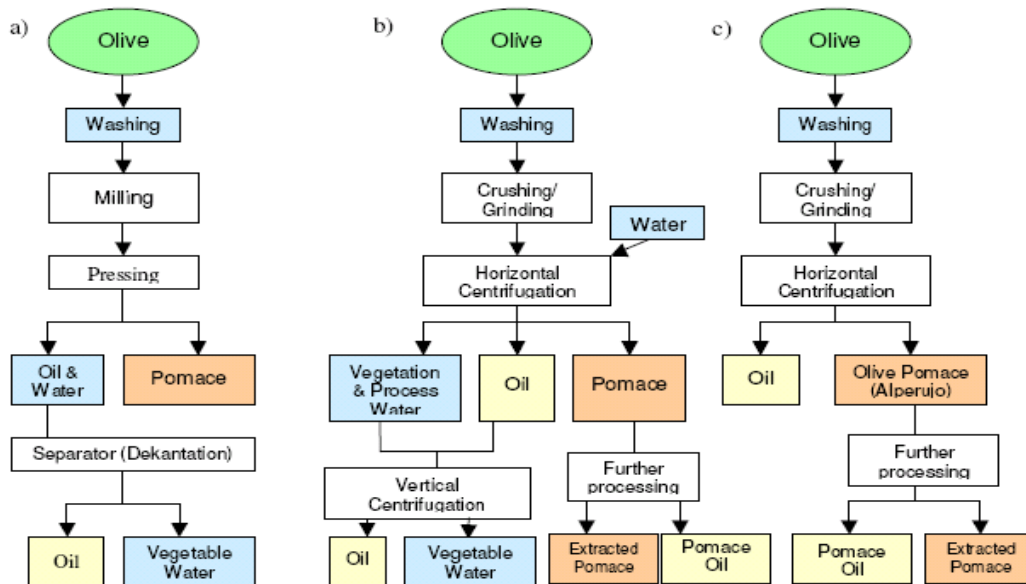 a)
Olive
Washing
Milling
Pressing
Oil &
Water
Pomace
Separator (Dekantation)
Oil
Vegetable
Water
b)
Olive
Washing
Crushing/
Grinding
Water
Horizontal
Centrifugation
Vegetation
& Process
Water
Oil
Pomace
Vertical
Centrifugation
Further
processing
Oil
Vegetable
Water
Extracted
Pomace
Pomace
Oil
c)
Olive
Washing
Crushing/
Grinding
Horizontal
Centrifugation
Oil
Olive Pomace
(Alperujo)
Further
processing
Pomace
Oil
Extracted
Pomace